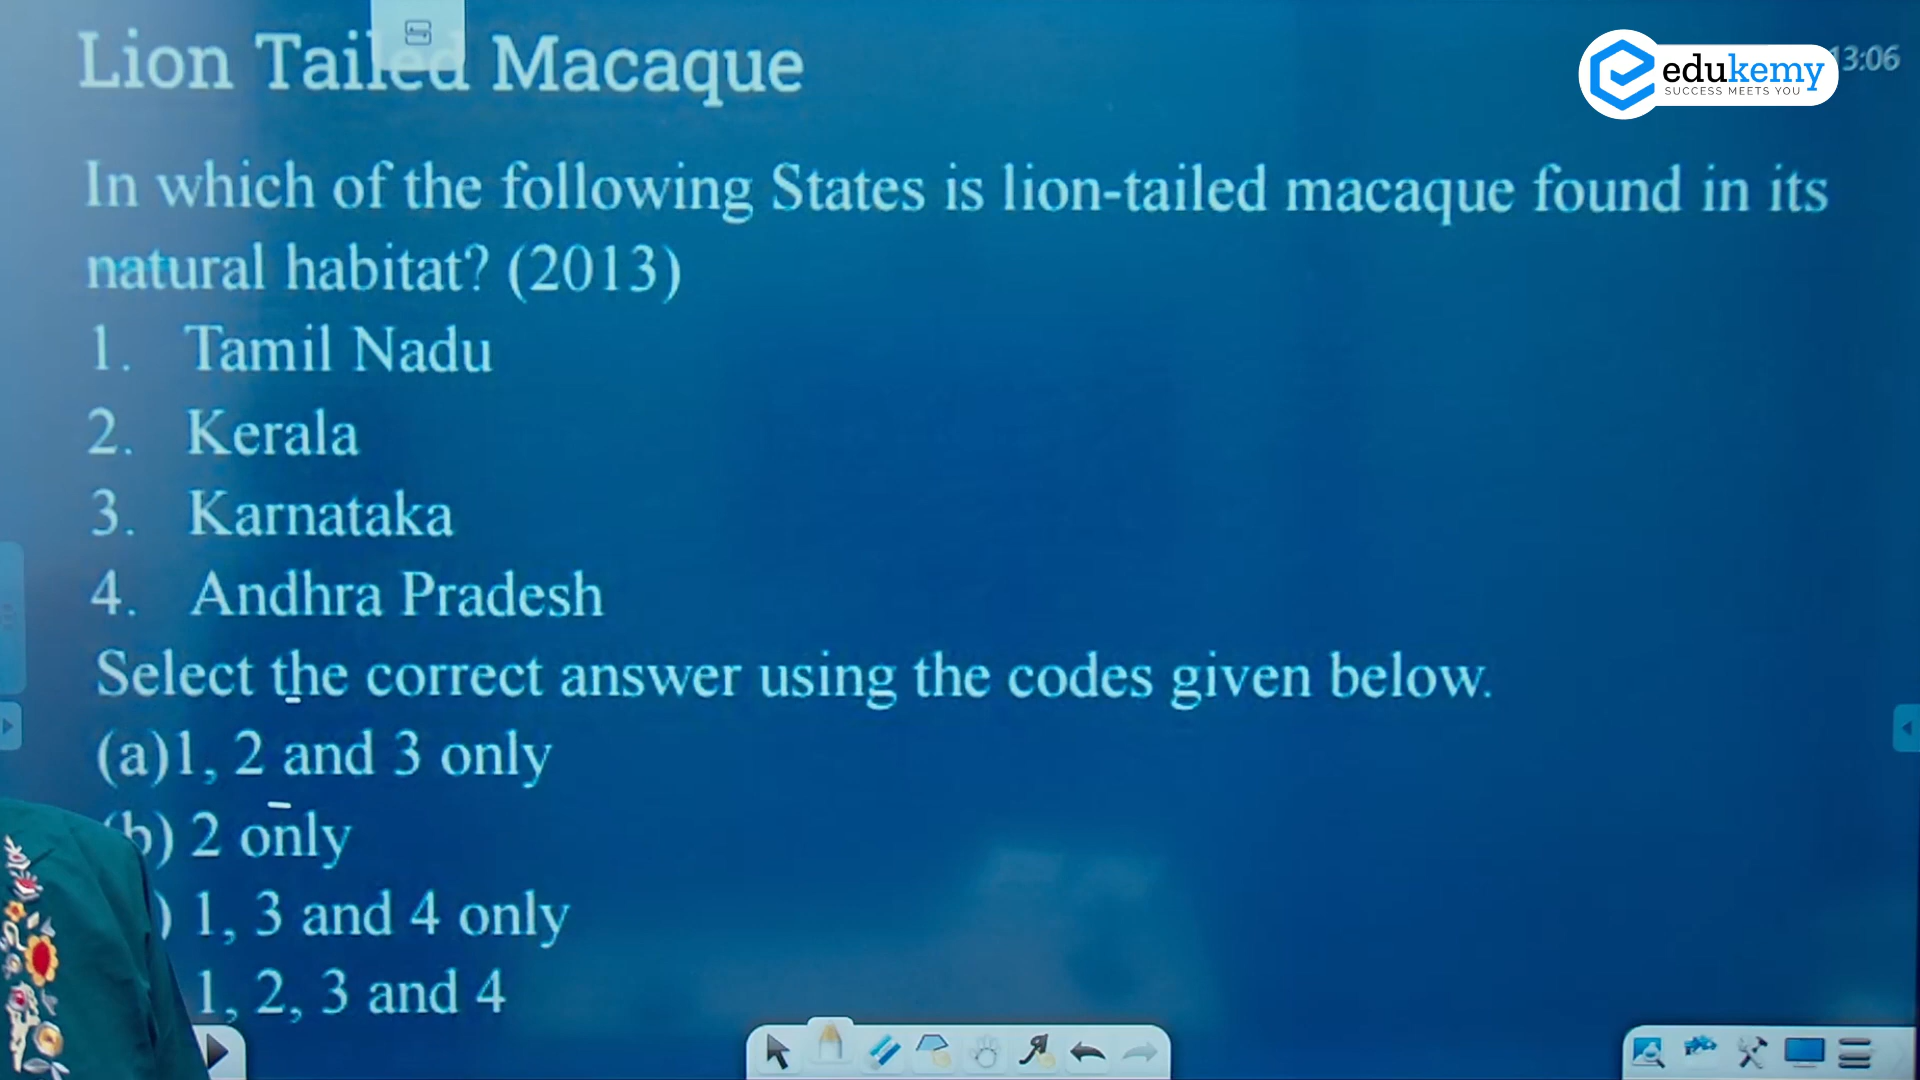 Lion Tailed Macaque
edukemy
SUCCESS MEETS YOU
13:06
In which of the following States is lion-tailed macaque found in its
natural habitat? (2013)
1. Tamil Nadu
2. Kerala
3. Karnataka
4. Andhra Pradesh
Select the correct answer using the codes given below.
(a)1, 2 and 3 only
(b) 2 only
) 1, 3 and 4 only
1, 2, 3 and 4